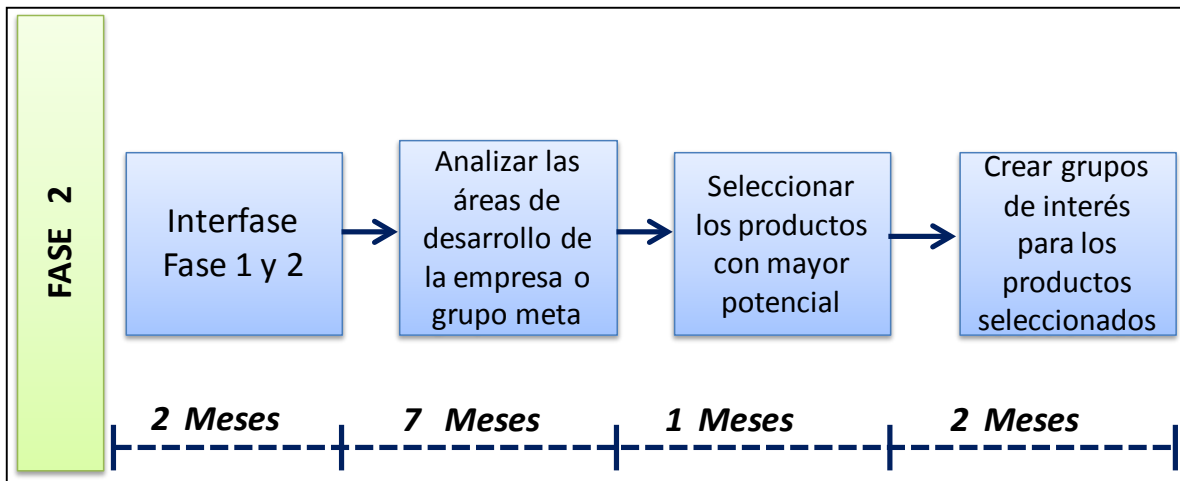 FASE 2
Interfase
Fase 1 y 2
Analizar las
áreas de
desarrollo de
la empresa o
grupo meta
Seleccionar
los productos
con mayor
potencial
Crear grupos
de interés
para los
productos
seleccionados
2 Meses
7 Meses
1 Meses
2 Meses